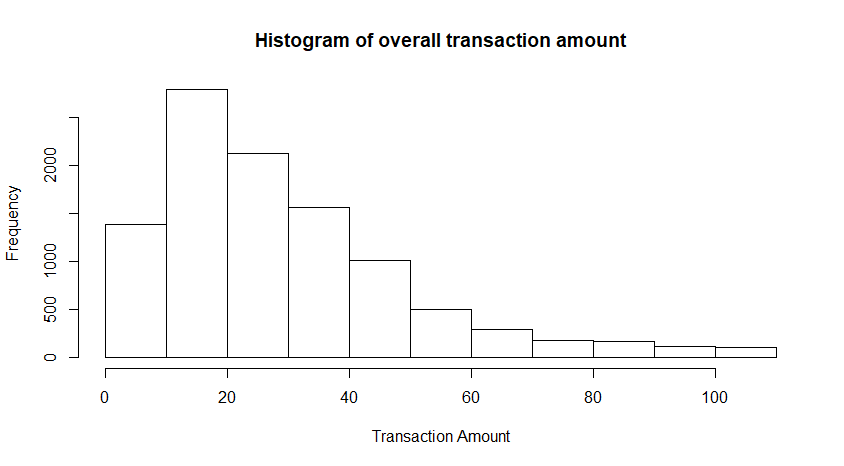 Histogram of overall transaction amount
Frequency
2000
1000
500
0
0 20 40 60 80 100
Transaction Amount